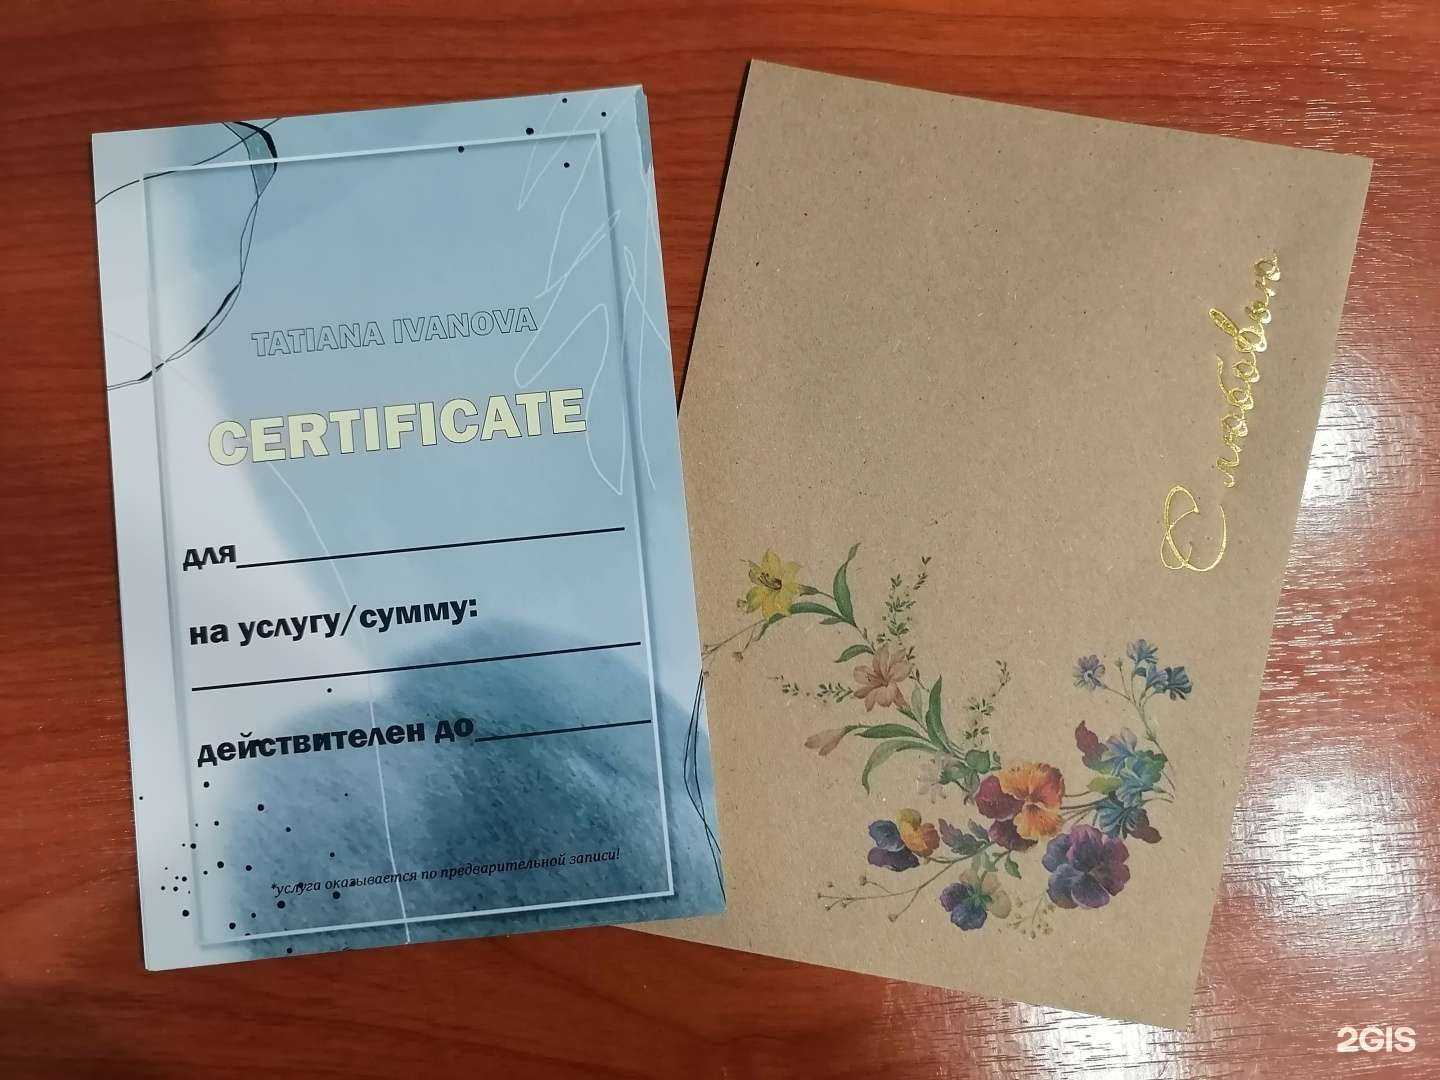 TATIANA IVANOVA
CERTIFICATE
для
на услугу/сумму:
действителен до
*услуга оказывается по предварительной записи!
С любовью
2GIS